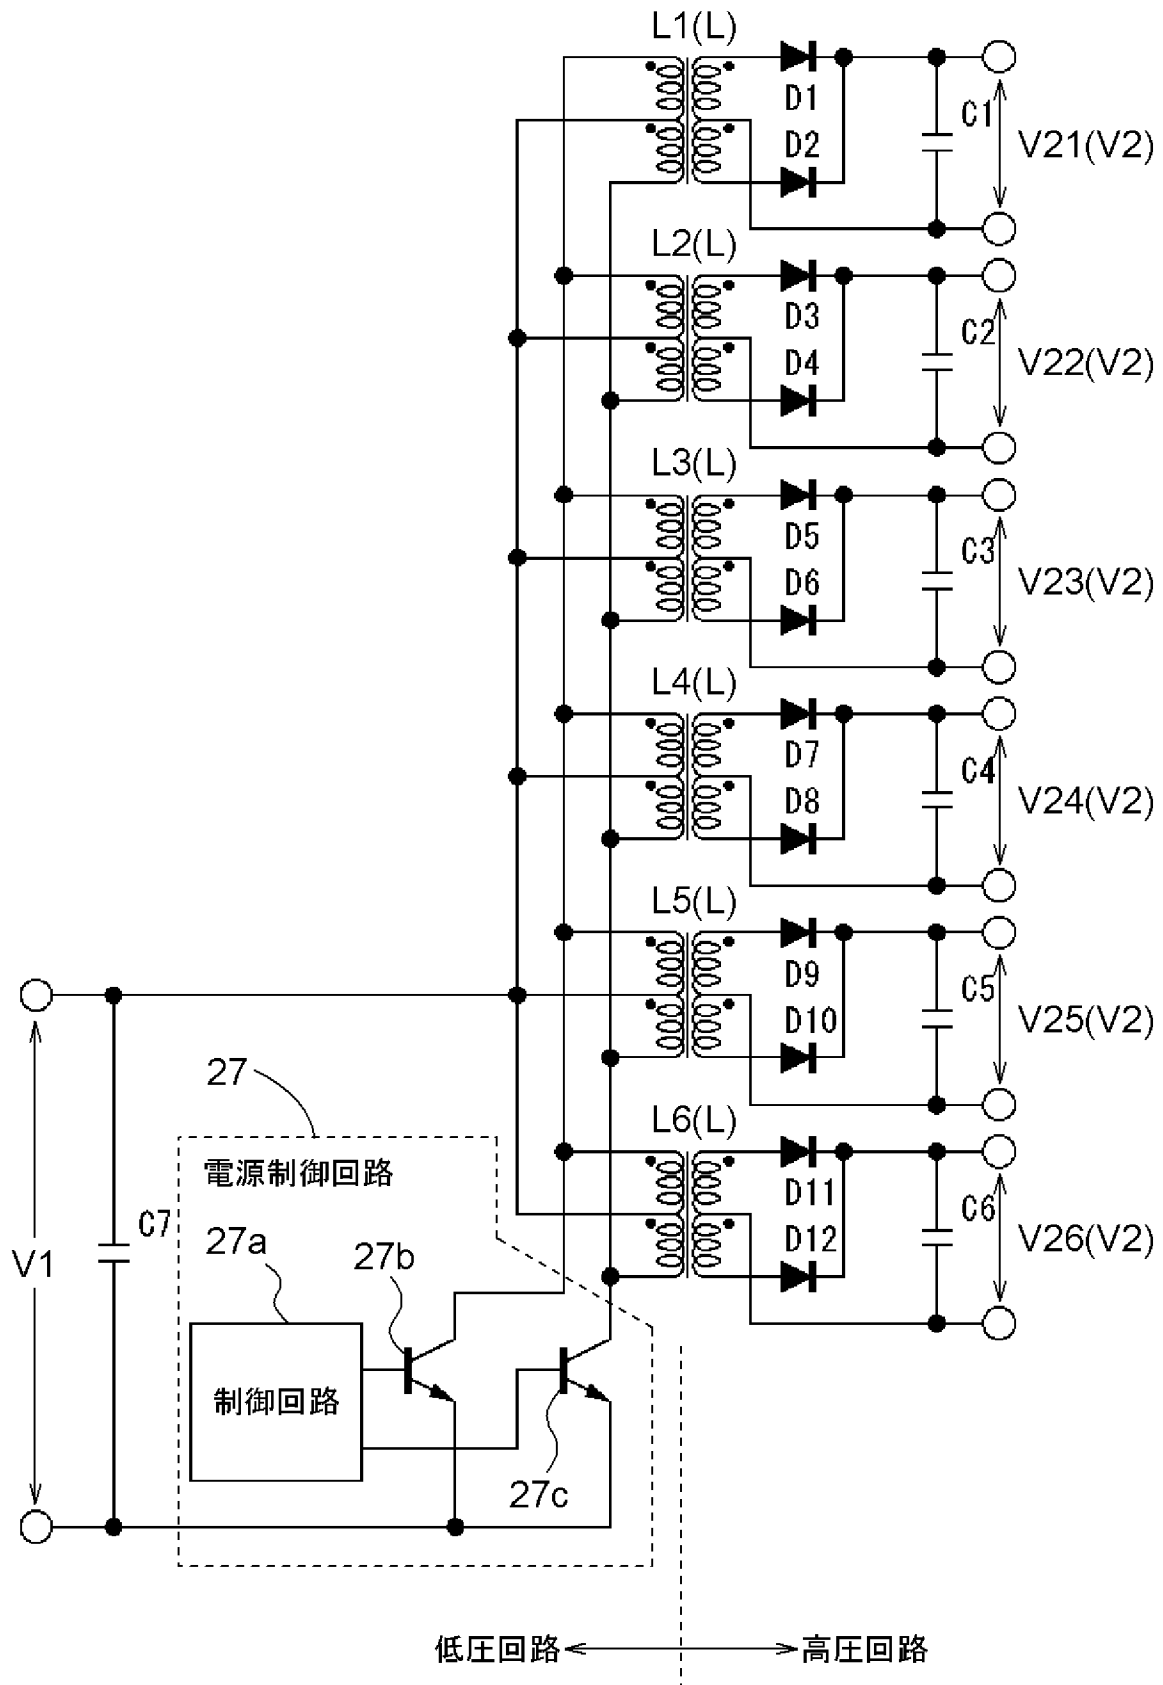 L1(L)
D1
D2
C1
V21(V2)
L2(L)
D3
D4
C2
V22(V2)
L3(L)
D5
D6
C3
V23(V2)
L4(L)
D7
D8
C4
V24(V2)
L5(L)
D9
D10
C5
V25(V2)
L6(L)
D11
D12
C6
V26(V2)
V1
C7
27
電源制御回路
27a
27b
制御回路
27c
低圧回路
高圧回路